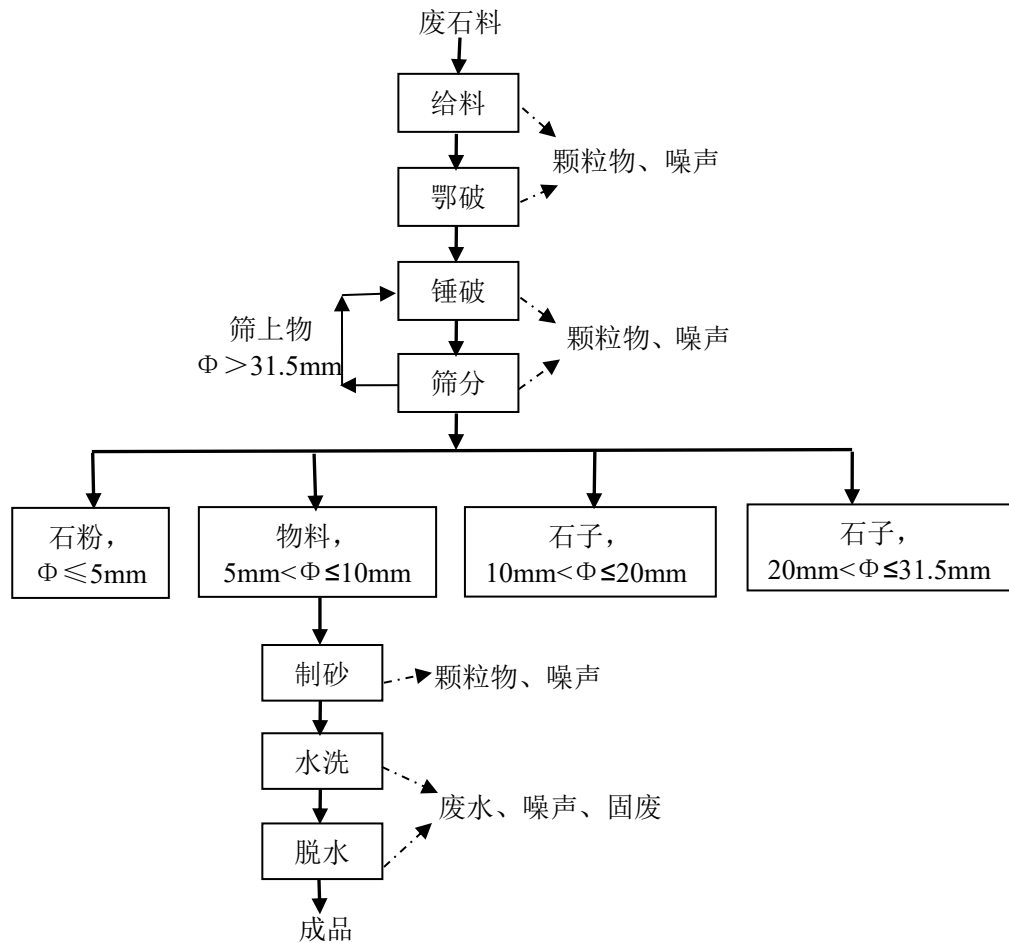 废石料
给料
颗粒物、噪声
鄂破
锤破
筛上物
Φ＞31.5mm
颗粒物、噪声
筛分
石粉，
Φ≤5mm
物料，
5mm<Φ≤10mm
石子，
10mm<Φ≤20mm
石子，
20mm<Φ≤31.5mm
制砂
颗粒物、噪声
水洗
废水、噪声、固废
脱水
成品